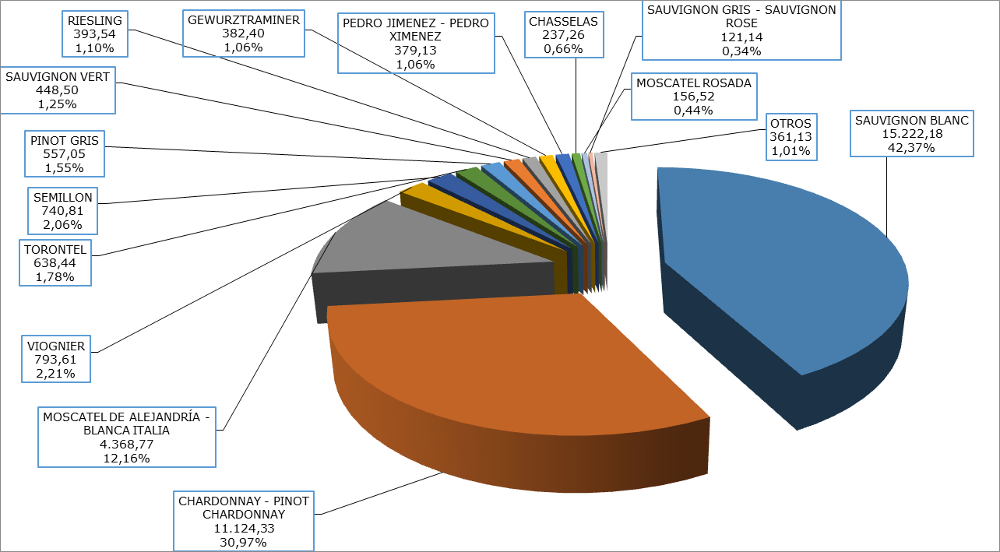 RIESLING
393,54
1,10%
GEWURZTRAMINER
382,40
1,06%
PEDRO JIMENEZ - PEDRO
XIMENEZ
379,13
1,06%
CHASSELAS
237,26
0,66%
SAUVIGNON GRIS - SAUVIGNON
ROSE
121,14
0,34%
SAUVIGNON VERT
448,50
1,25%
MOSCATEL ROSADA
156,52
0,44%
OTROS
361,13
1,01%
SAUVIGNON BLANC
15.222,18
42,37%
PINOT GRIS
557,05
1,55%
SEMILLON
740,81
2,06%
TORONTEL
638,44
1,78%
VIOGNIER
793,61
2,21%
MOSCATEL DE ALEJANDRÍA -
BLANCA ITALIA
4.368,77
12,16%
CHARDONNAY - PINOT
CHARDONNAY
11.124,33
30,97%